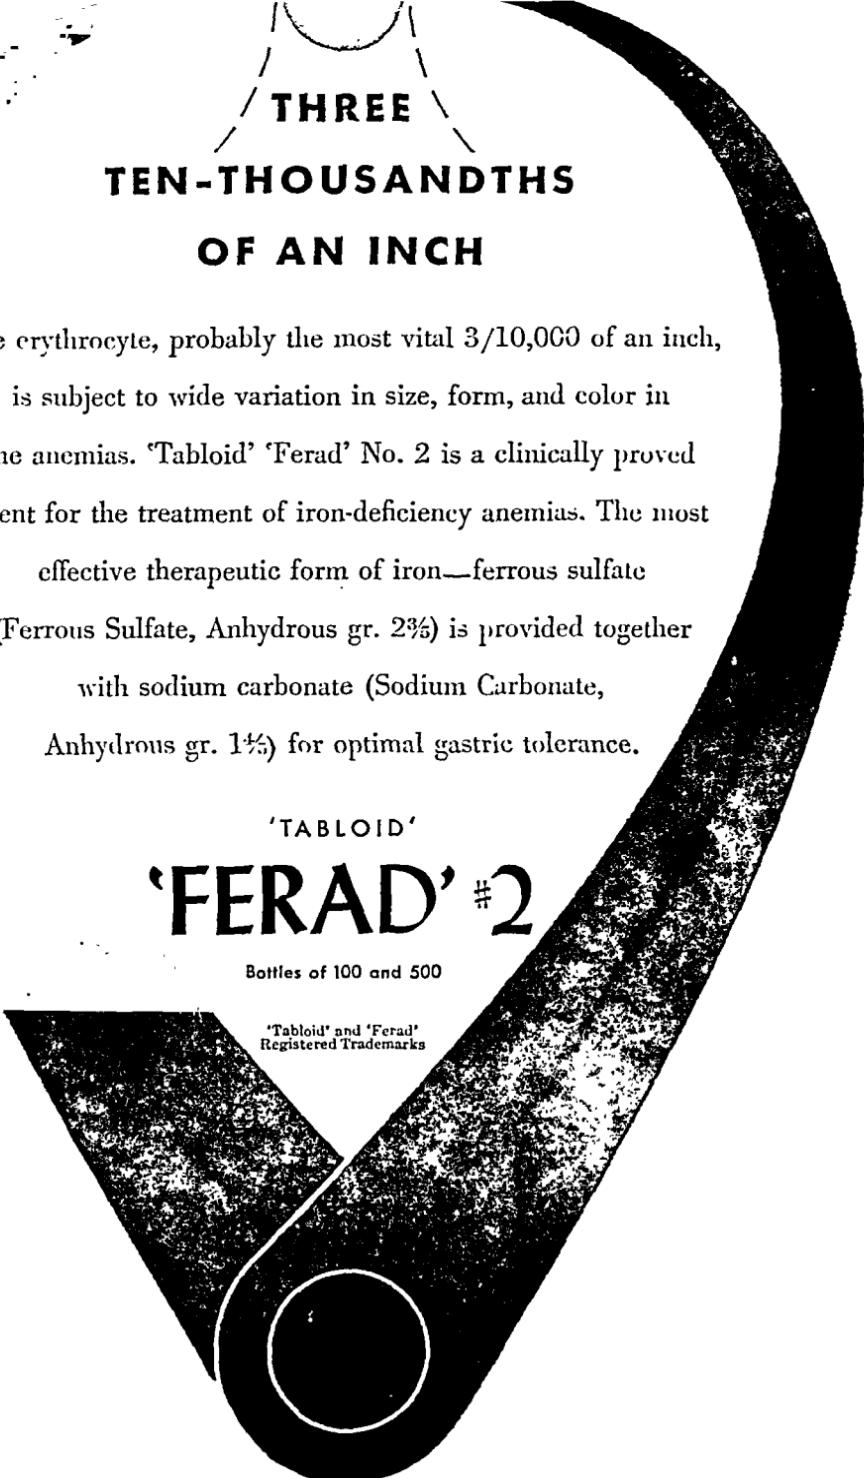 THREE
TEN-THOUSANDTHS
OF AN INCH
erythrocyte, probably the most vital 3/10,000 of an inch,
is subject to wide variation in size, form, and color in
anemias. ‘Tabloid’ ‘Ferad’ No. 2 is a clinically proved
for the treatment of iron-deficiency anemias. The most
effective therapeutic form of iron—ferrous sulfate
(Ferrous Sulfate, Anhydrous gr. 2⅗) is provided together
with sodium carbonate (Sodium Carbonate,
Anhydrous gr. 1⅘) for optimal gastric tolerance.
‘TABLOID’
‘FERAD’ #2
Bottles of 100 and 500
‘Tabloid’ and ‘Ferad’
Registered Trademarks